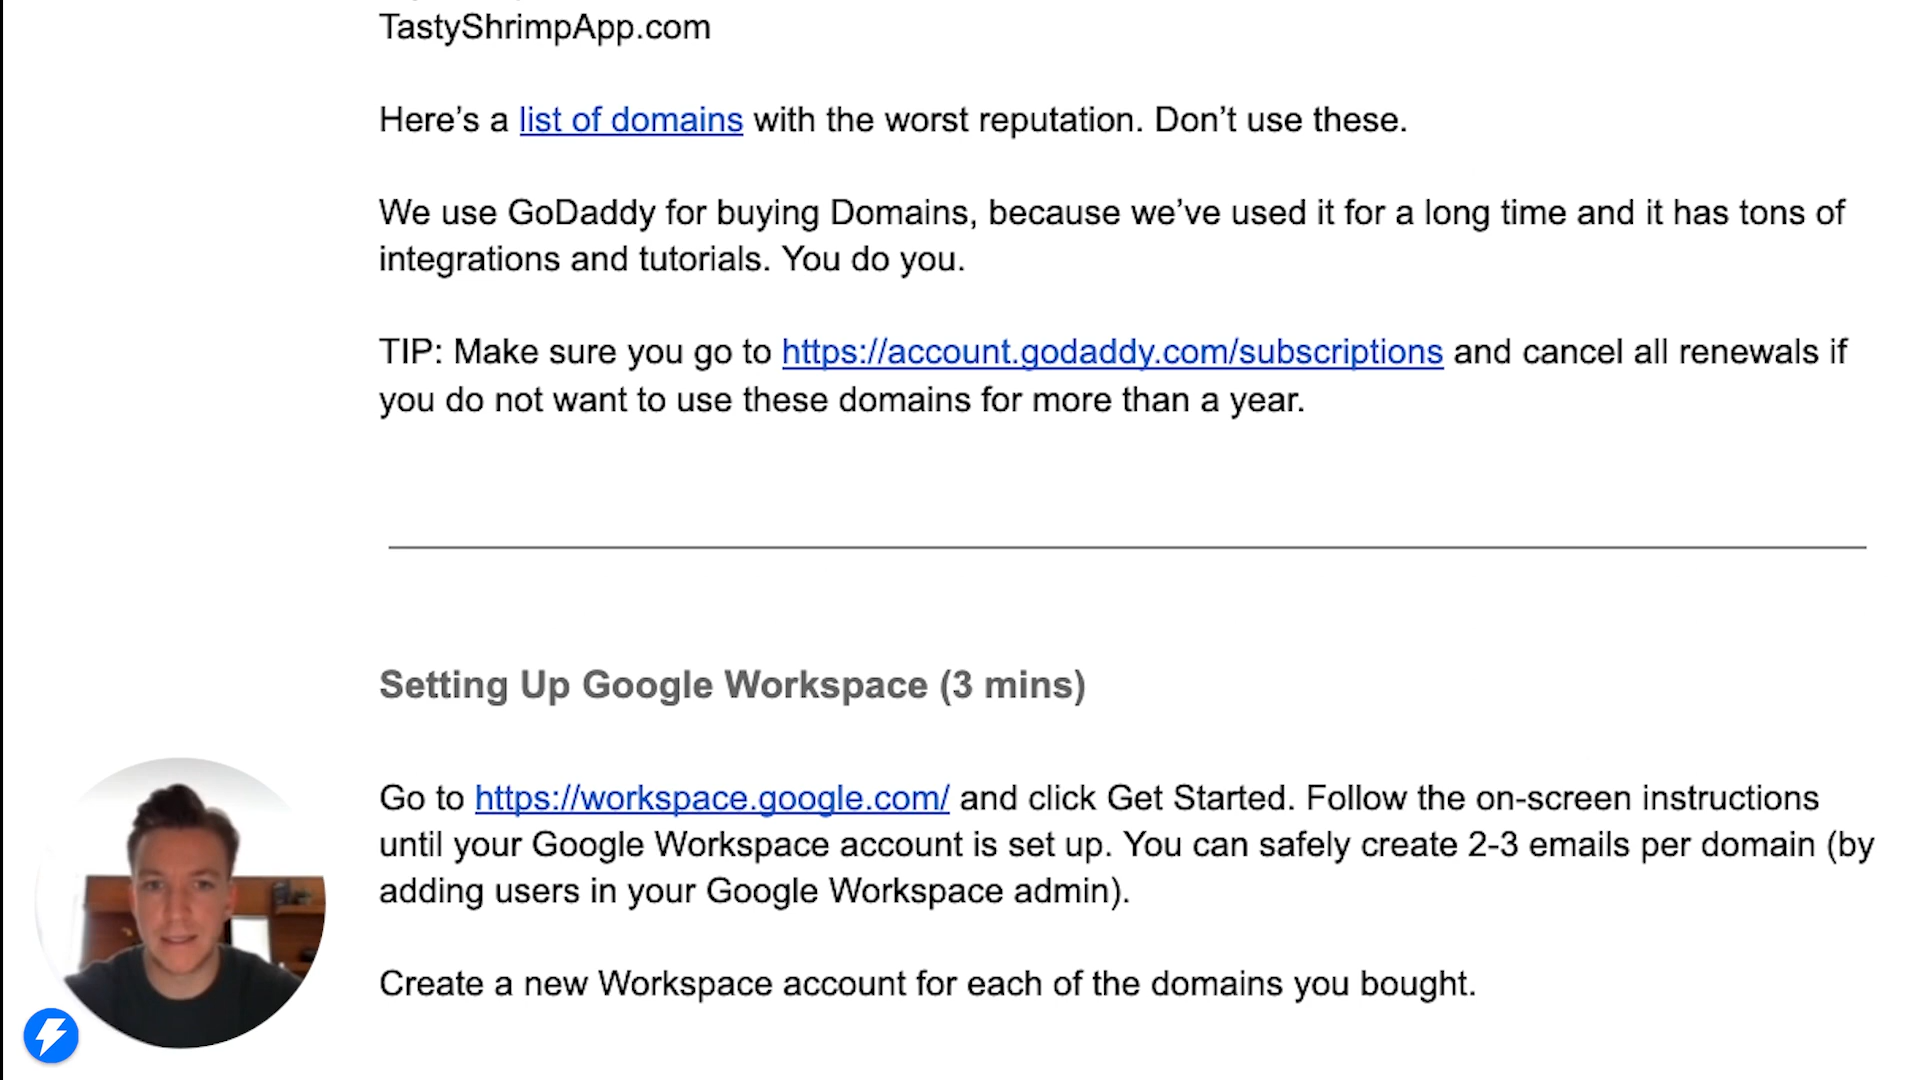 TastyShrimpApp.com
Here’s a list of domains with the worst reputation. Don’t use these.
We use GoDaddy for buying Domains, because we’ve used it for a long time and it has tons of
integrations and tutorials. You do you.
TIP: Make sure you go to https://account.godaddy.com/subscriptions and cancel all renewals if
you do not want to use these domains for more than a year.
Setting Up Google Workspace (3 mins)
Go to https://workspace.google.com/ and click Get Started. Follow the on-screen instructions
until your Google Workspace account is set up. You can safely create 2-3 emails per domain (by
adding users in your Google Workspace admin).
Create a new Workspace account for each of the domains you bought.